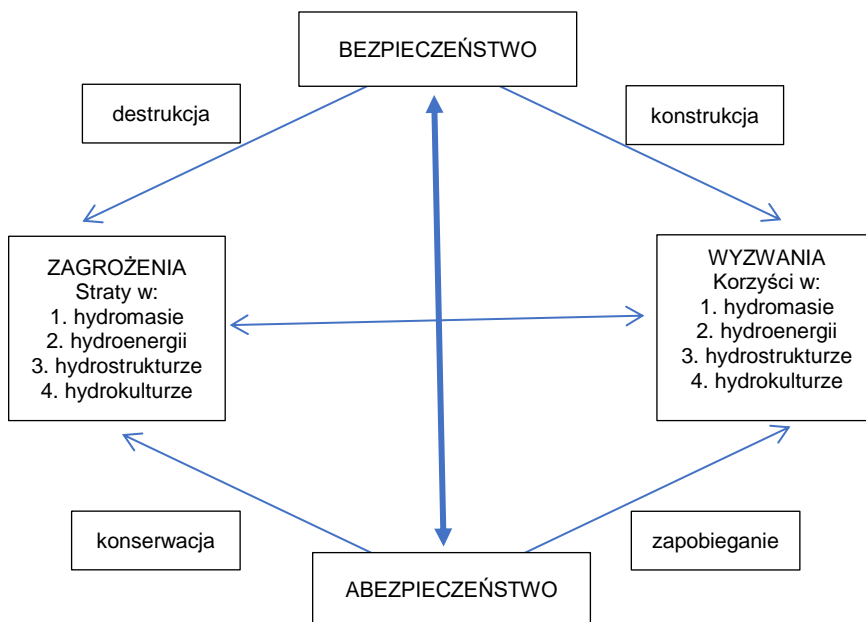 BEZPIECZEŃSTWO
destrukcja
konstrukcja
ZAGROŻENIA
Straty w:
1. hydromasie
2. hydroenergii
3. hydrostrukturze
4. hydrokulturze
WYZWANIA
Korzyści w:
1. hydromasie
2. hydroenergii
3. hydrostrukturze
4. hydrokulturze
konserwacja
zapobieganie
ABEZPIECZEŃSTWO